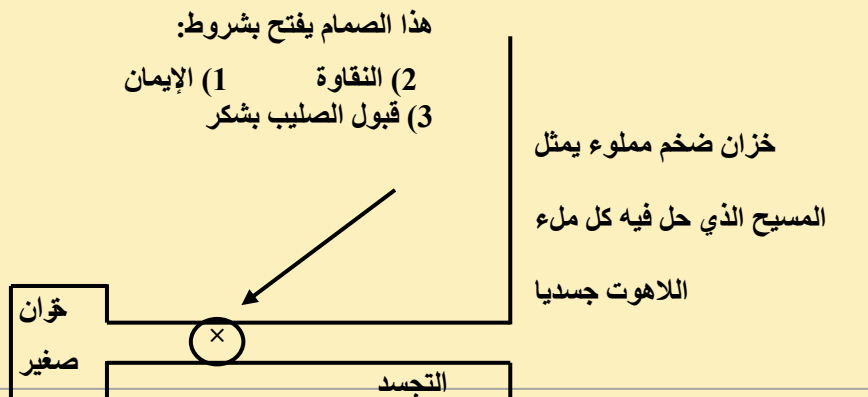 هذا الصمام يفتح بشروط:
1) الإيمان 2) النقاوة
3) قبول الصليب بشكر
خزان ضخم مملوء يمثل
المسيح الذي حل فيه كل ملء
اللاهوت جسديا
خزان
صغير
×
التجسد